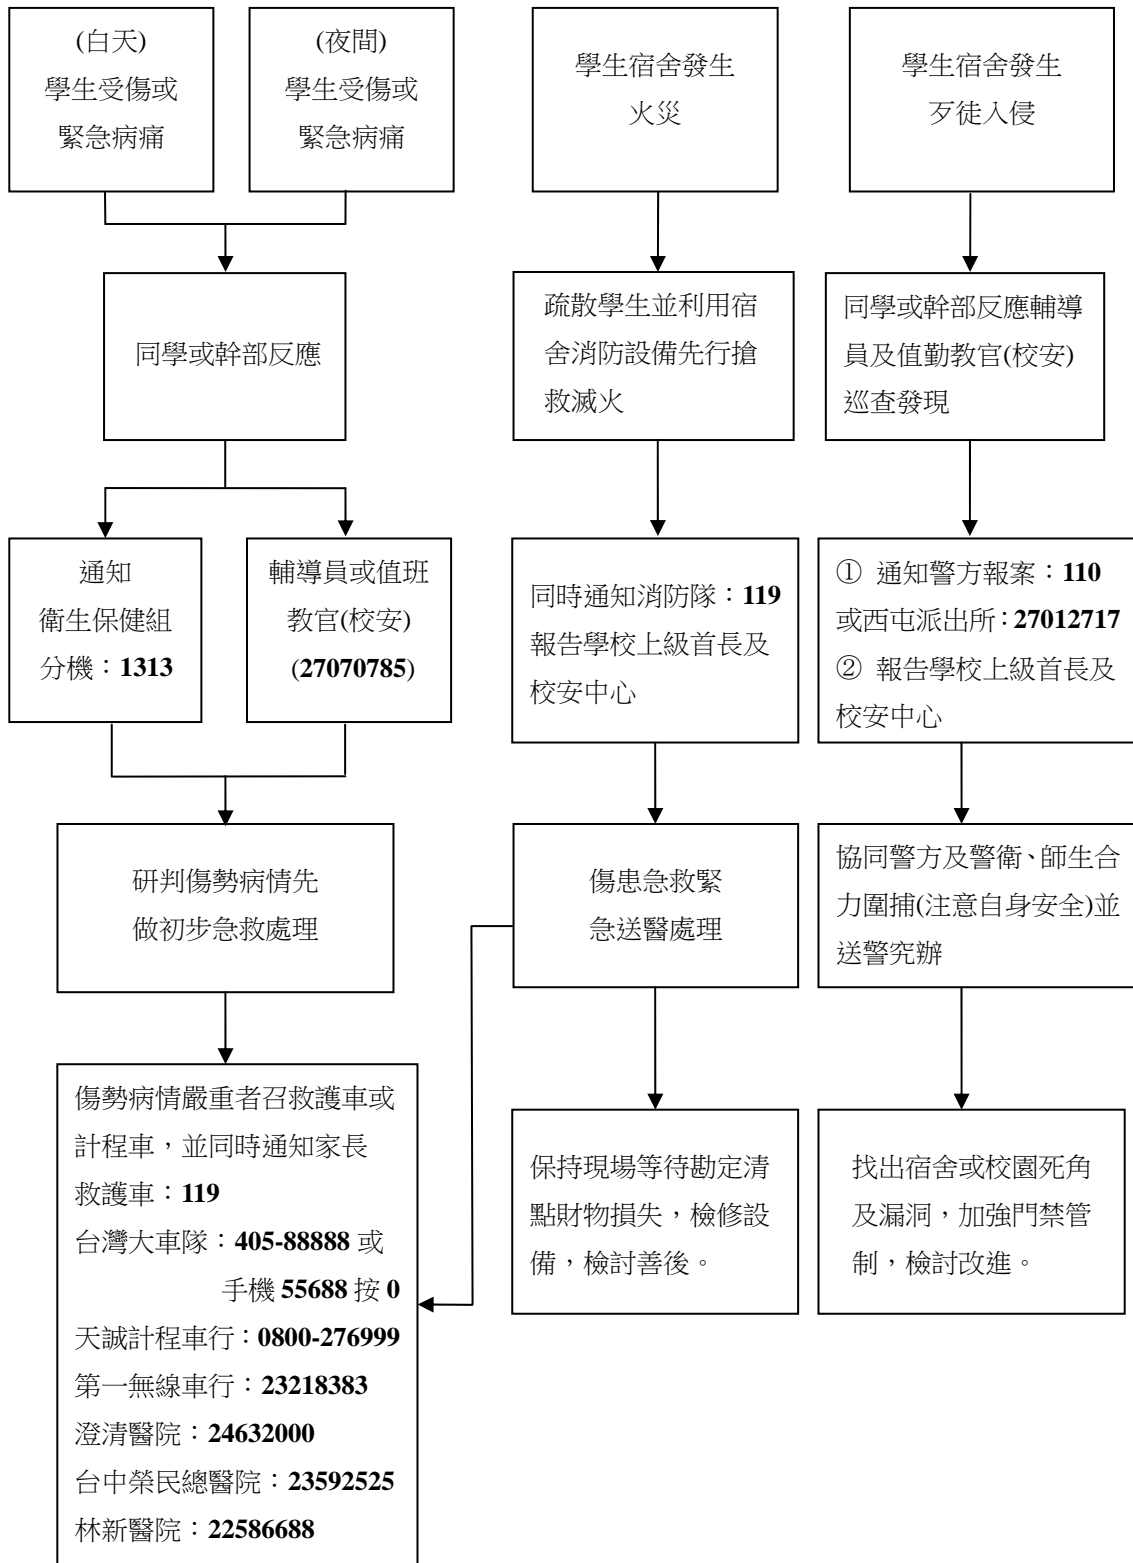 (白天)
學生受傷或
緊急病痛
(夜間)
學生受傷或
緊急病痛
學生宿舍發生
火災
學生宿舍發生
歹徒入侵
同學或幹部反應
疏散學生並利用宿
舍消防設備先行搶
救滅火
同學或幹部反應輔導
員及值勤教官(校安)
巡查發現
通知
衛生保健組
分機：1313
輔導員或值班
教官(校安)
(27070785)
同時通知消防隊：119
報告學校上級首長及
校安中心
① 通知警方報案：110
或西屯派出所：27012717
② 報告學校上級首長及
校安中心
研判傷勢病情先
做初步急救處理
傷患急救緊
急送醫處理
協同警方及警衛、師生合
力圍捕(注意自身安全)並
送警究辦
傷勢病情嚴重者召救護車或
計程車，並同時通知家長
救護車：119
台灣大車隊：405-88888 或
手機 55688 按 0
天誠計程車行：0800-276999
第一無線車行：23218383
澄清醫院：24632000
台中榮民總醫院：23592525
林新醫院：22586688
保持現場等待勘定清
點財物損失，檢修設
備，檢討善後。
找出宿舍或校園死角
及漏洞，加強門禁管
制，檢討改進。